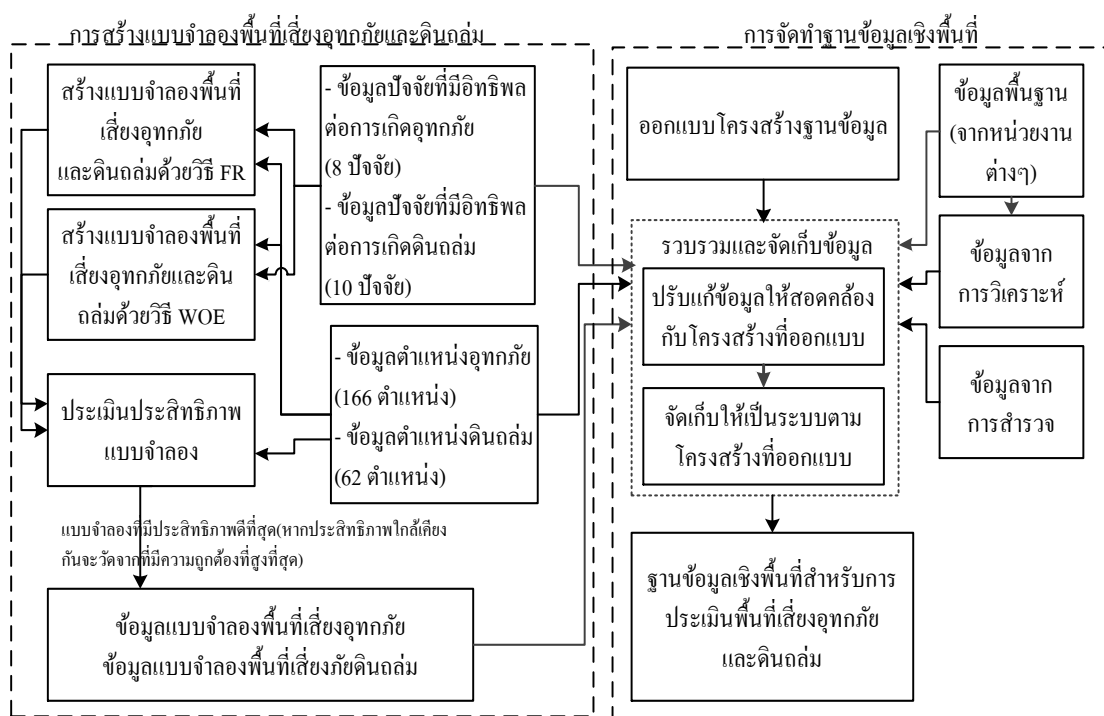 การสร้างแบบจำลองพื้นที่เสี่ยงอุทกภัยและดินถล่ม
สร้างแบบจำลองพื้นที่
เสี่ยงอุทกภัย
และดินถล่มด้วยวิธี FR
- ข้อมูลปัจจัยที่มีอิทธิพล
ต่อการเกิดอุทกภัย
(8 ปัจจัย)
- ข้อมูลปัจจัยที่มีอิทธิพล
ต่อการเกิดดินถล่ม
(10 ปัจจัย)
สร้างแบบจำลองพื้นที่
เสี่ยงอุทกภัยและดิน
ถล่มด้วยวิธี WOE
- ข้อมูลตำแหน่งอุทกภัย
(166 ตำแหน่ง)
- ข้อมูลตำแหน่งดินถล่ม
(62 ตำแหน่ง)
ประเมินประสิทธิภาพ
แบบจำลอง
แบบจำลองที่มีประสิทธิภาพดีที่สุด(หากประสิทธิภาพใกล้เคียง
กันจะวัดจากที่มีความถูกต้องที่สูงที่สุด)
ข้อมูลแบบจำลองพื้นที่เสี่ยงอุทกภัย
ข้อมูลแบบจำลองพื้นที่เสี่ยงภัยดินถล่ม
การจัดทำฐานข้อมูลเชิงพื้นที่
ออกแบบโครงสร้างฐานข้อมูล
ข้อมูลพื้นฐาน
(จากหน่วยงาน
ต่างๆ)
รวบรวมและจัดเก็บข้อมูล
ปรับแก้ข้อมูลให้สอดคล้อง
กับโครงสร้างที่ออกแบบ
ข้อมูลจาก
การวิเคราะห์
จัดเก็บให้เป็นระบบตาม
โครงสร้างที่ออกแบบ
ข้อมูลจาก
การสำรวจ
ฐานข้อมูลเชิงพื้นที่สำหรับการ
ประเมินพื้นที่เสี่ยงอุทกภัย
และดินถล่ม